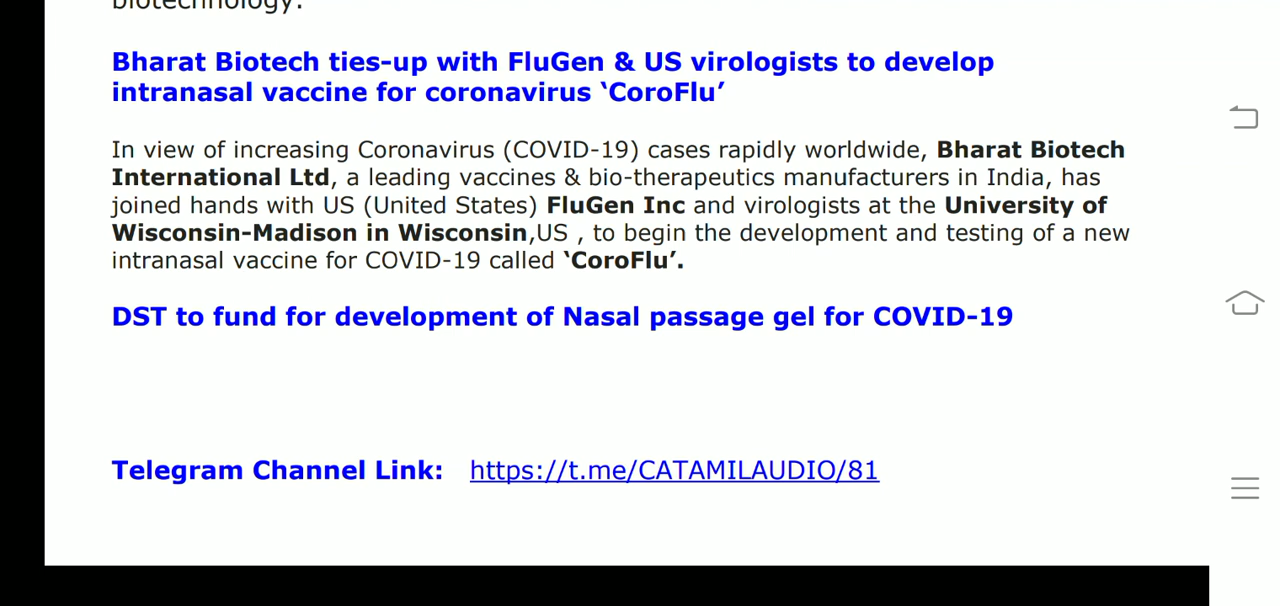 biotechnology.
Bharat Biotech ties-up with FluGen & US virologists to develop
intranasal vaccine for coronavirus ‘CoroFlu’
In view of increasing Coronavirus (COVID-19) cases rapidly worldwide, Bharat Biotech
International Ltd, a leading vaccines & bio-therapeutics manufacturers in India, has
joined hands with US (United States) FluGen Inc and virologists at the University of
Wisconsin-Madison in Wisconsin,US , to begin the development and testing of a new
intranasal vaccine for COVID-19 called ‘CoroFlu’.
DST to fund for development of Nasal passage gel for COVID-19
Telegram Channel Link: https://t.me/CATAMILAUDIO/81